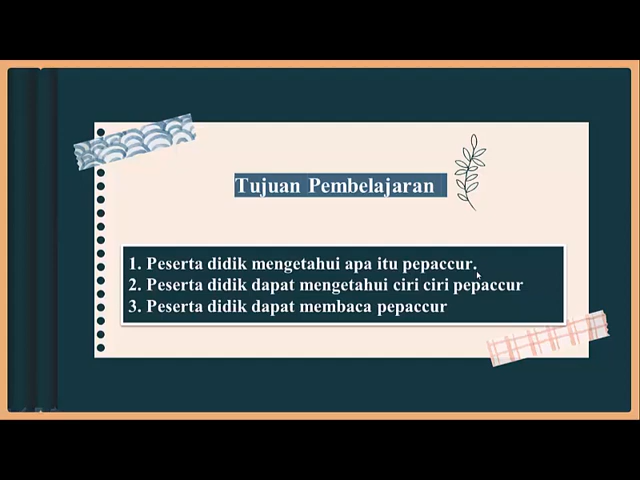 Tujuan Pembelajaran
1. Peserta didik mengetahui apa itu pepaccur.
2. Peserta didik dapat mengetahui ciri ciri pepaccur
3. Peserta didik dapat membaca pepaccur